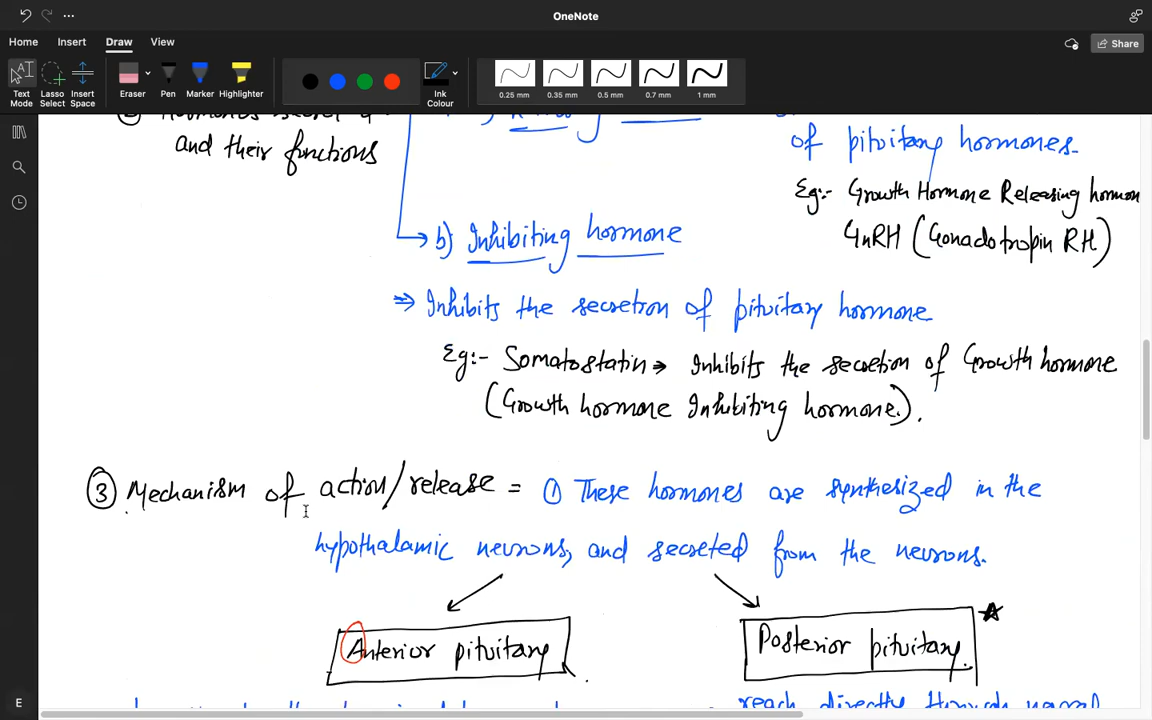 OneNote
Home Insert Draw View
Share
Text Mode
Lasso Select
Insert Space
Eraser
Pen
Marker
Highlighter
Ink Colour
0.25 mm 0.35 mm 0.5 mm 0.7 mm 1 mm
and their functions
of pituitary hormones.
Eg:- Growth Hormone Releasing hormon
GnRH (Gonadotropin RH)
b) Inhibiting hormone
⇒ Inhibits the secretion of pituitary hormone
Eg:- Somatostatin → Inhibits the secretion of Growth hormone
(Growth hormone Inhibiting hormone).
③ Mechanism of action/release = ① These hormones are synthesized in the
hypothalamic neurons, and secreted from the neurons.
Anterior pituitary
Posterior pituitary.
reach directly through
E